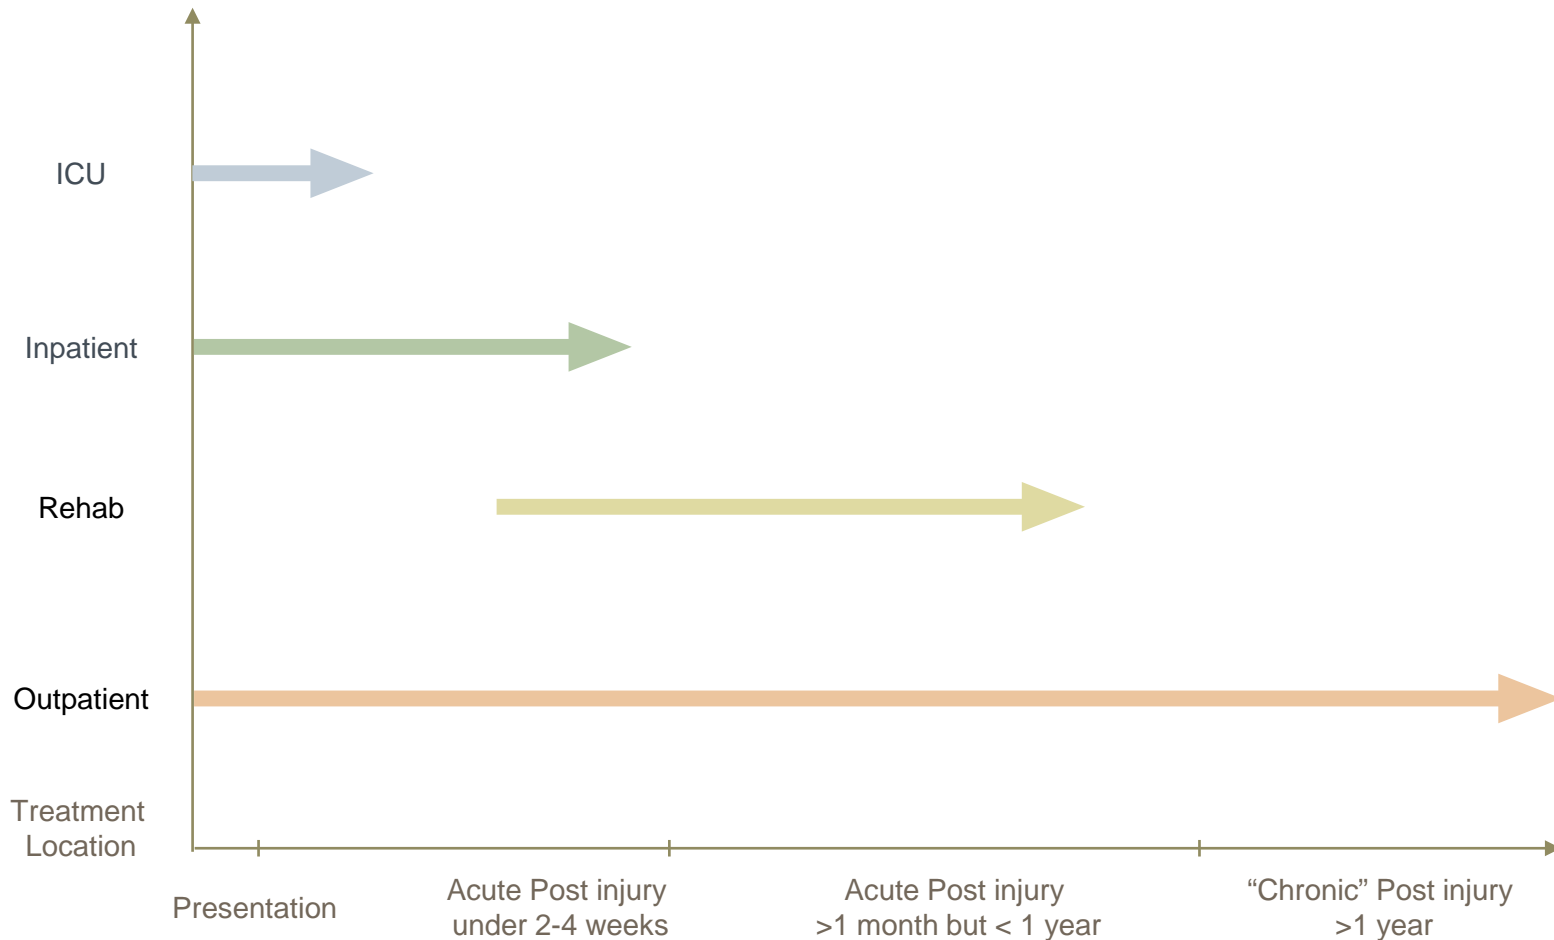 ICU
Inpatient
Rehab
Outpatient
Treatment
Location
Presentation
Acute Post injury
under 2-4 weeks
Acute Post injury
>1 month but < 1 year
“Chronic” Post injury
>1 year